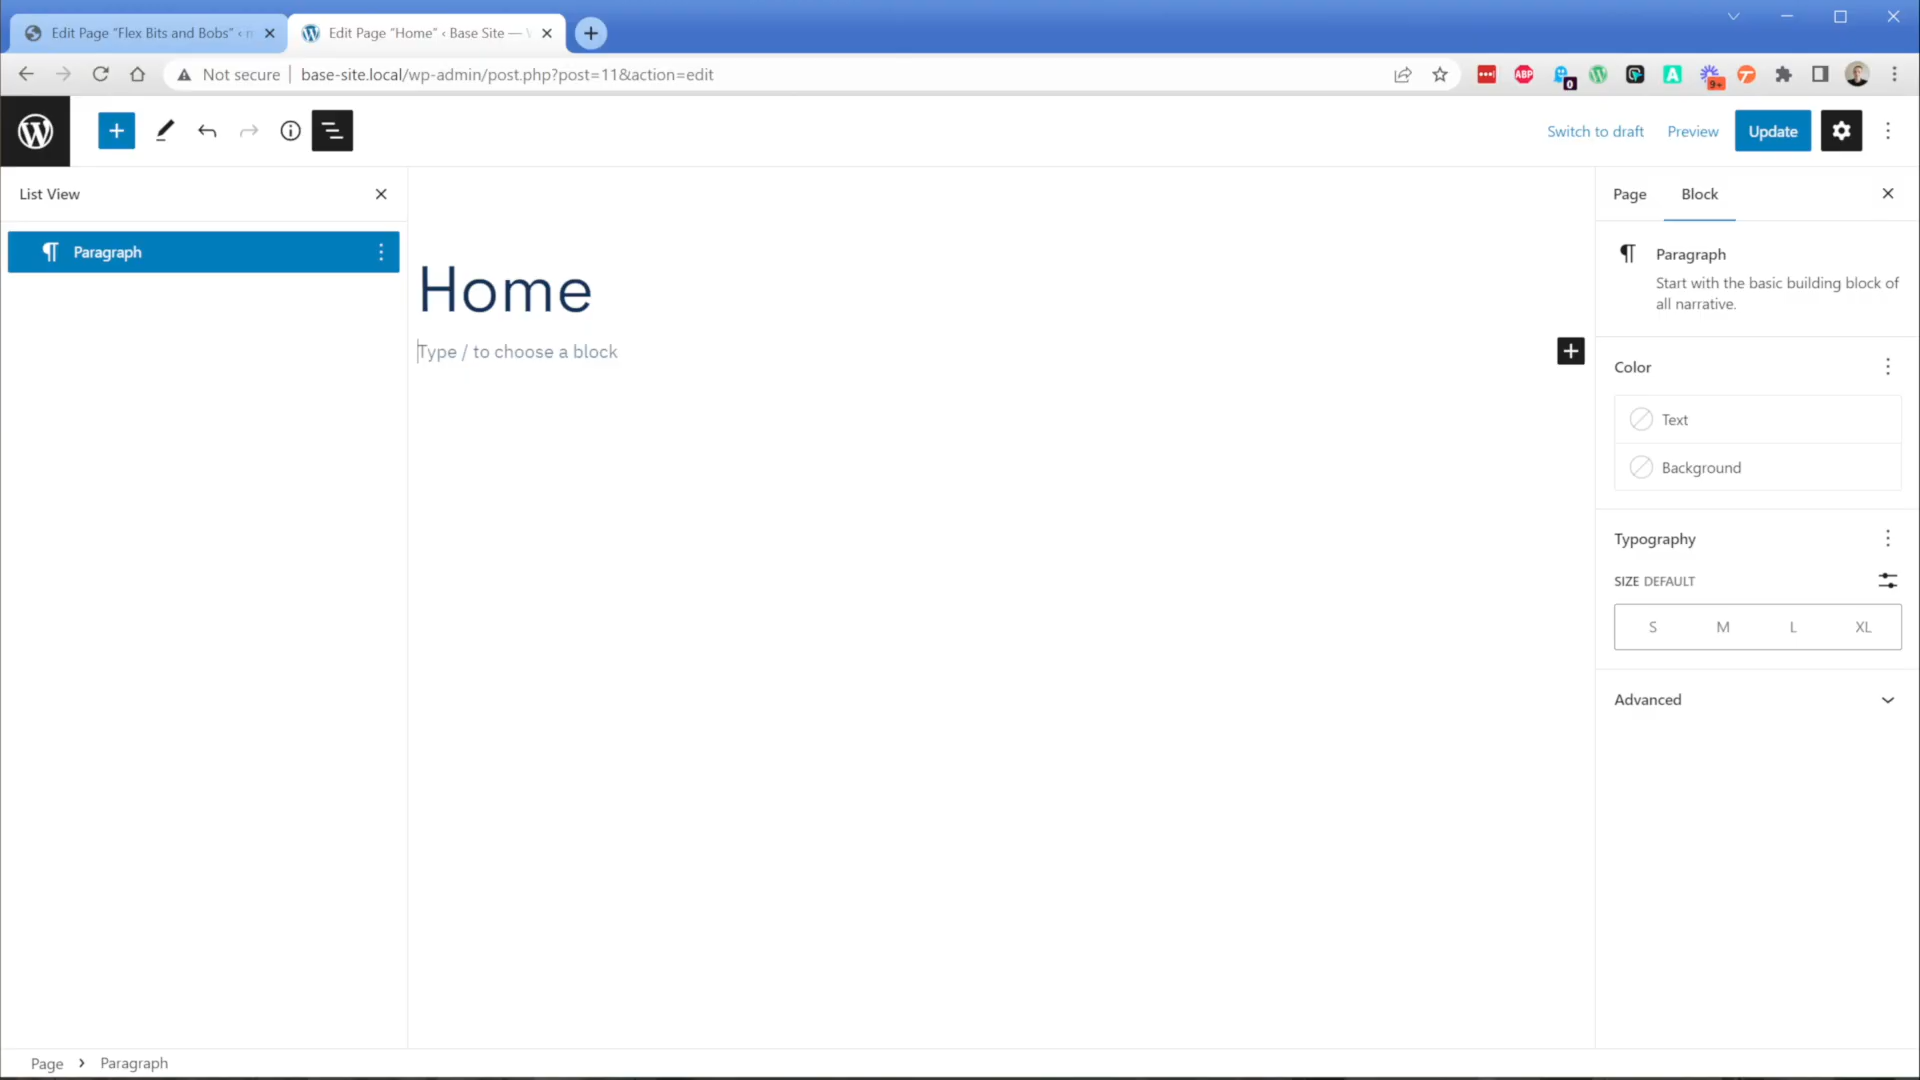 Edit Page "Flex Bits and Bobs" ‹
Edit Page "Home" ‹ Base Site —
Not secure
base-site.local/wp-admin/post.php?post=11&action=edit
ABP
0
A
9+
Switch to draft
Preview
Update
List View
Page
Block
Paragraph
Paragraph
Start with the basic building block of
all narrative.
Home
Type / to choose a block
Color
Text
Background
Typography
SIZE DEFAULT
S
M
L
XL
Advanced
Page
Paragraph